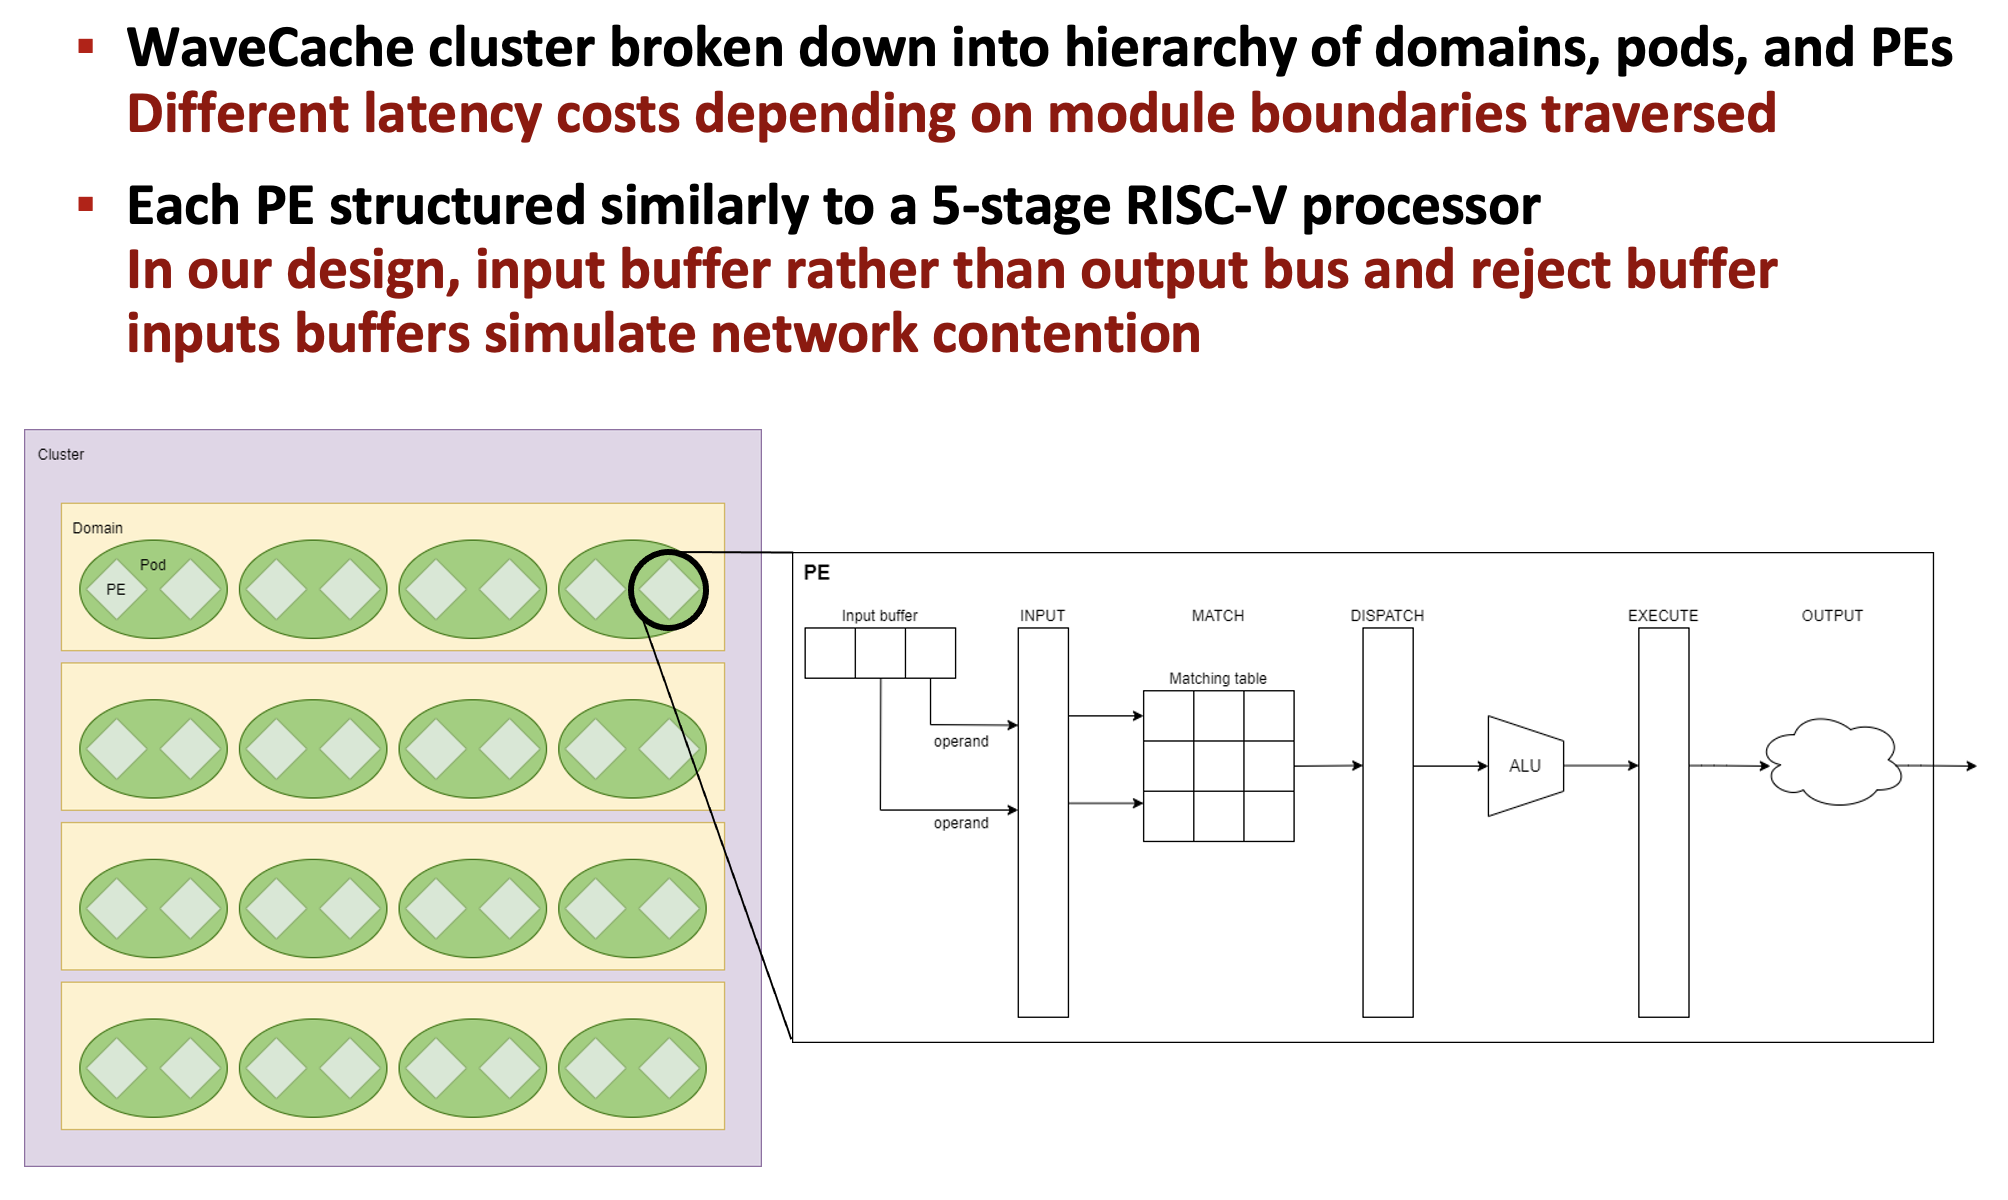 ▪ WaveCache cluster broken down into hierarchy of domains, pods, and PEs
Different latency costs depending on module boundaries traversed
▪ Each PE structured similarly to a 5-stage RISC-V processor
In our design, input buffer rather than output bus and reject buffer
inputs buffers simulate network contention
Cluster
Domain
Pod
PE
PE
Input buffer
INPUT
MATCH
DISPATCH
EXECUTE
OUTPUT
Matching table
operand
ALU
operand